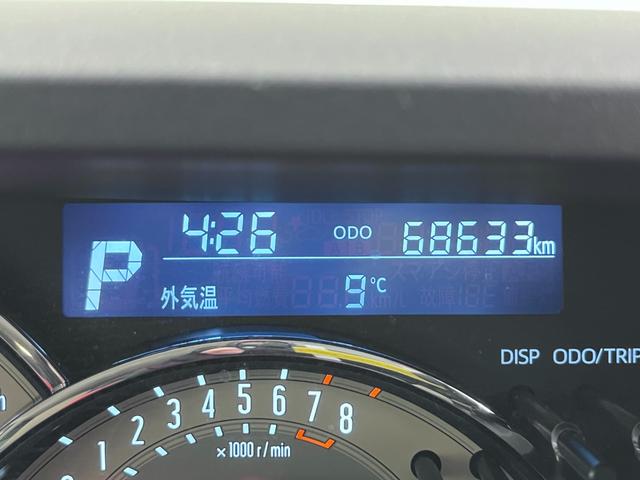 4:26 ODO 68633km
P
外気温 9℃
DISP ODO/TRIP
1 2 3 4 5 6 7 8
×1000 r/min